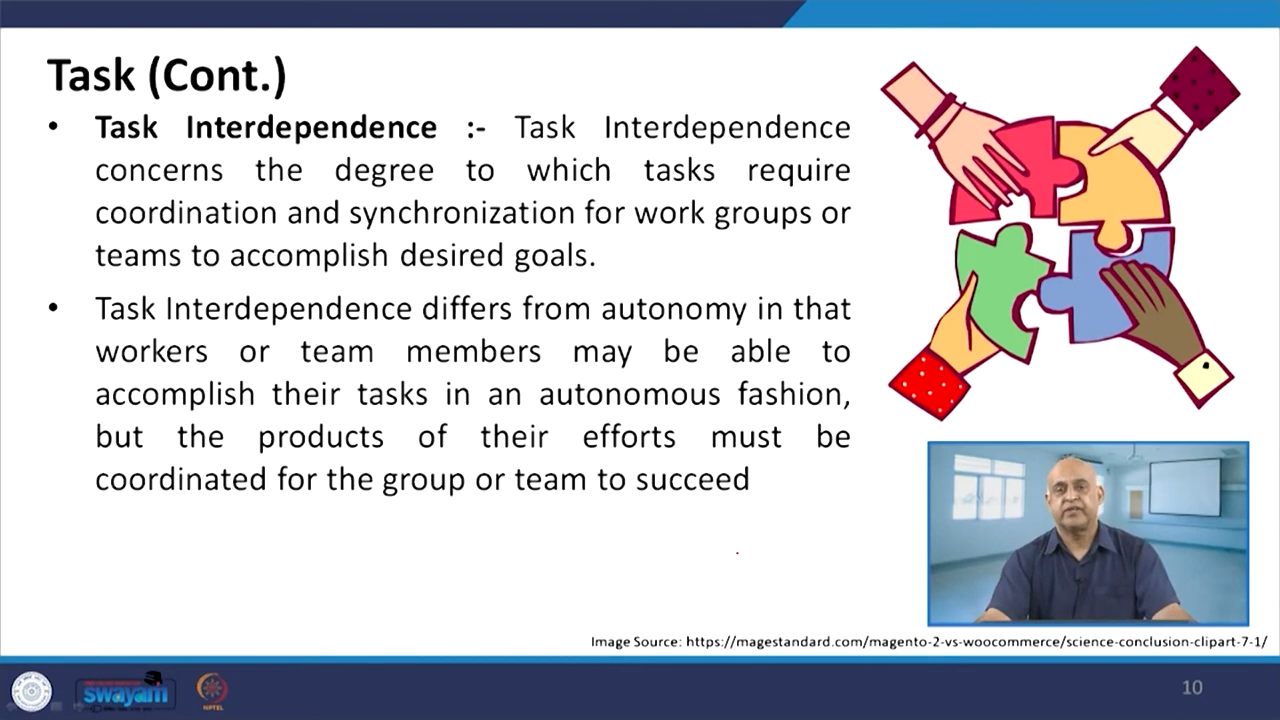 Task (Cont.)
• Task Interdependence :- Task Interdependence
concerns the degree to which tasks require
coordination and synchronization for work groups or
teams to accomplish desired goals.
• Task Interdependence differs from autonomy in that
workers or team members may be able to
accomplish their tasks in an autonomous fashion,
but the products of their efforts must be
coordinated for the group or team to succeed
Image Source: https://magestandard.com/magento-2-vs-woocommerce/science-conclusion-clipart-7-1/
swayam
NPTEL
10